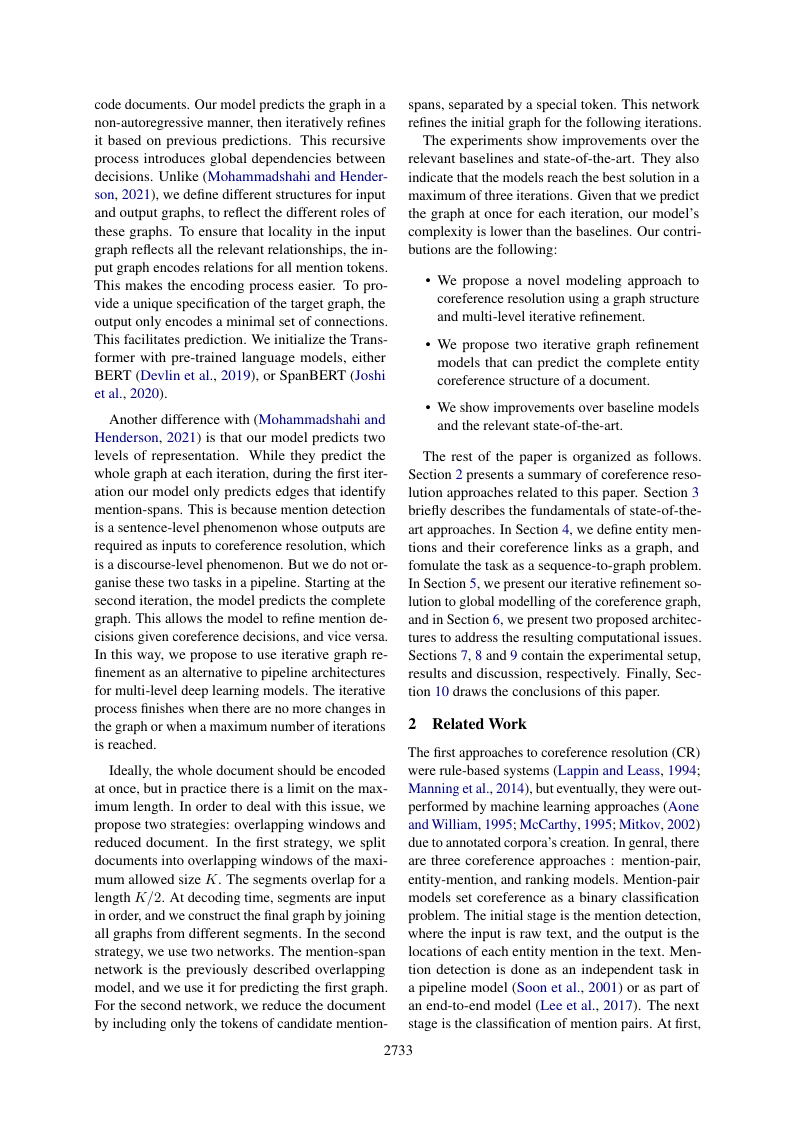 code documents. Our model predicts the graph in a
non-autoregressive manner, then iteratively refines
it based on previous predictions. This recursive
process introduces global dependencies between
decisions. Unlike (Mohammadshahi and Hender-
son, 2021), we define different structures for input
and output graphs, to reflect the different roles of
these graphs. To ensure that locality in the input
graph reflects all the relevant relationships, the in-
put graph encodes relations for all mention tokens.
This makes the encoding process easier. To pro-
vide a unique specification of the target graph, the
output only encodes a minimal set of connections.
This facilitates prediction. We initialize the Trans-
former with pre-trained language models, either
BERT (Devlin et al., 2019), or SpanBERT (Joshi
et al., 2020).
Another difference with (Mohammadshahi and
Henderson, 2021) is that our model predicts two
levels of representation. While they predict the
whole graph at each iteration, during the first iter-
ation our model only predicts edges that identify
mention-spans. This is because mention detection
is a sentence-level phenomenon whose outputs are
required as inputs to coreference resolution, which
is a discourse-level phenomenon. But we do not or-
ganise these two tasks in a pipeline. Starting at the
second iteration, the model predicts the complete
graph. This allows the model to refine mention de-
cisions given coreference decisions, and vice versa.
In this way, we propose to use iterative graph re-
finement as an alternative to pipeline architectures
for multi-level deep learning models. The iterative
process finishes when there are no more changes in
the graph or when a maximum number of iterations
is reached.
Ideally, the whole document should be encoded
at once, but in practice there is a limit on the max-
imum length. In order to deal with this issue, we
propose two strategies: overlapping windows and
reduced document. In the first strategy, we split
documents into overlapping windows of the maxi-
mum allowed size K. The segments overlap for a
length K/2. At decoding time, segments are input
in order, and we construct the final graph by joining
all graphs from different segments. In the second
strategy, we use two networks. The mention-span
network is the previously described overlapping
model, and we use it for predicting the first graph.
For the second network, we reduce the document
by including only the tokens of candidate mention-
spans, separated by a special token. This network
refines the initial graph for the following iterations.
The experiments show improvements over the
relevant baselines and state-of-the-art. They also
indicate that the models reach the best solution in a
maximum of three iterations. Given that we predict
the graph at once for each iteration, our model's
complexity is lower than the baselines. Our contri-
butions are the following:
• We propose a novel modeling approach to
coreference resolution using a graph structure
and multi-level iterative refinement.
• We propose two iterative graph refinement
models that can predict the complete entity
coreference structure of a document.
• We show improvements over baseline models
and the relevant state-of-the-art.
The rest of the paper is organized as follows.
Section 2 presents a summary of coreference reso-
lution approaches related to this paper. Section 3
briefly describes the fundamentals of state-of-the-
art approaches. In Section 4, we define entity men-
tions and their coreference links as a graph, and
fomulate the task as a sequence-to-graph problem.
In Section 5, we present our iterative refinement so-
lution to global modelling of the coreference graph,
and in Section 6, we present two proposed architec-
tures to address the resulting computational issues.
Sections 7, 8 and 9 contain the experimental setup,
results and discussion, respectively. Finally, Sec-
tion 10 draws the conclusions of this paper.
2 Related Work
The first approaches to coreference resolution (CR)
were rule-based systems (Lappin and Leass, 1994;
Manning et al., 2014), but eventually, they were out-
performed by machine learning approaches (Aone
and William, 1995; McCarthy, 1995; Mitkov, 2002)
due to annotated corpora's creation. In genral, there
are three coreference approaches : mention-pair,
entity-mention, and ranking models. Mention-pair
models set coreference as a binary classification
problem. The initial stage is the mention detection,
where the input is raw text, and the output is the
locations of each entity mention in the text. Men-
tion detection is done as an independent task in
a pipeline model (Soon et al., 2001) or as part of
an end-to-end model (Lee et al., 2017). The next
stage is the classification of mention pairs. At first,
2733